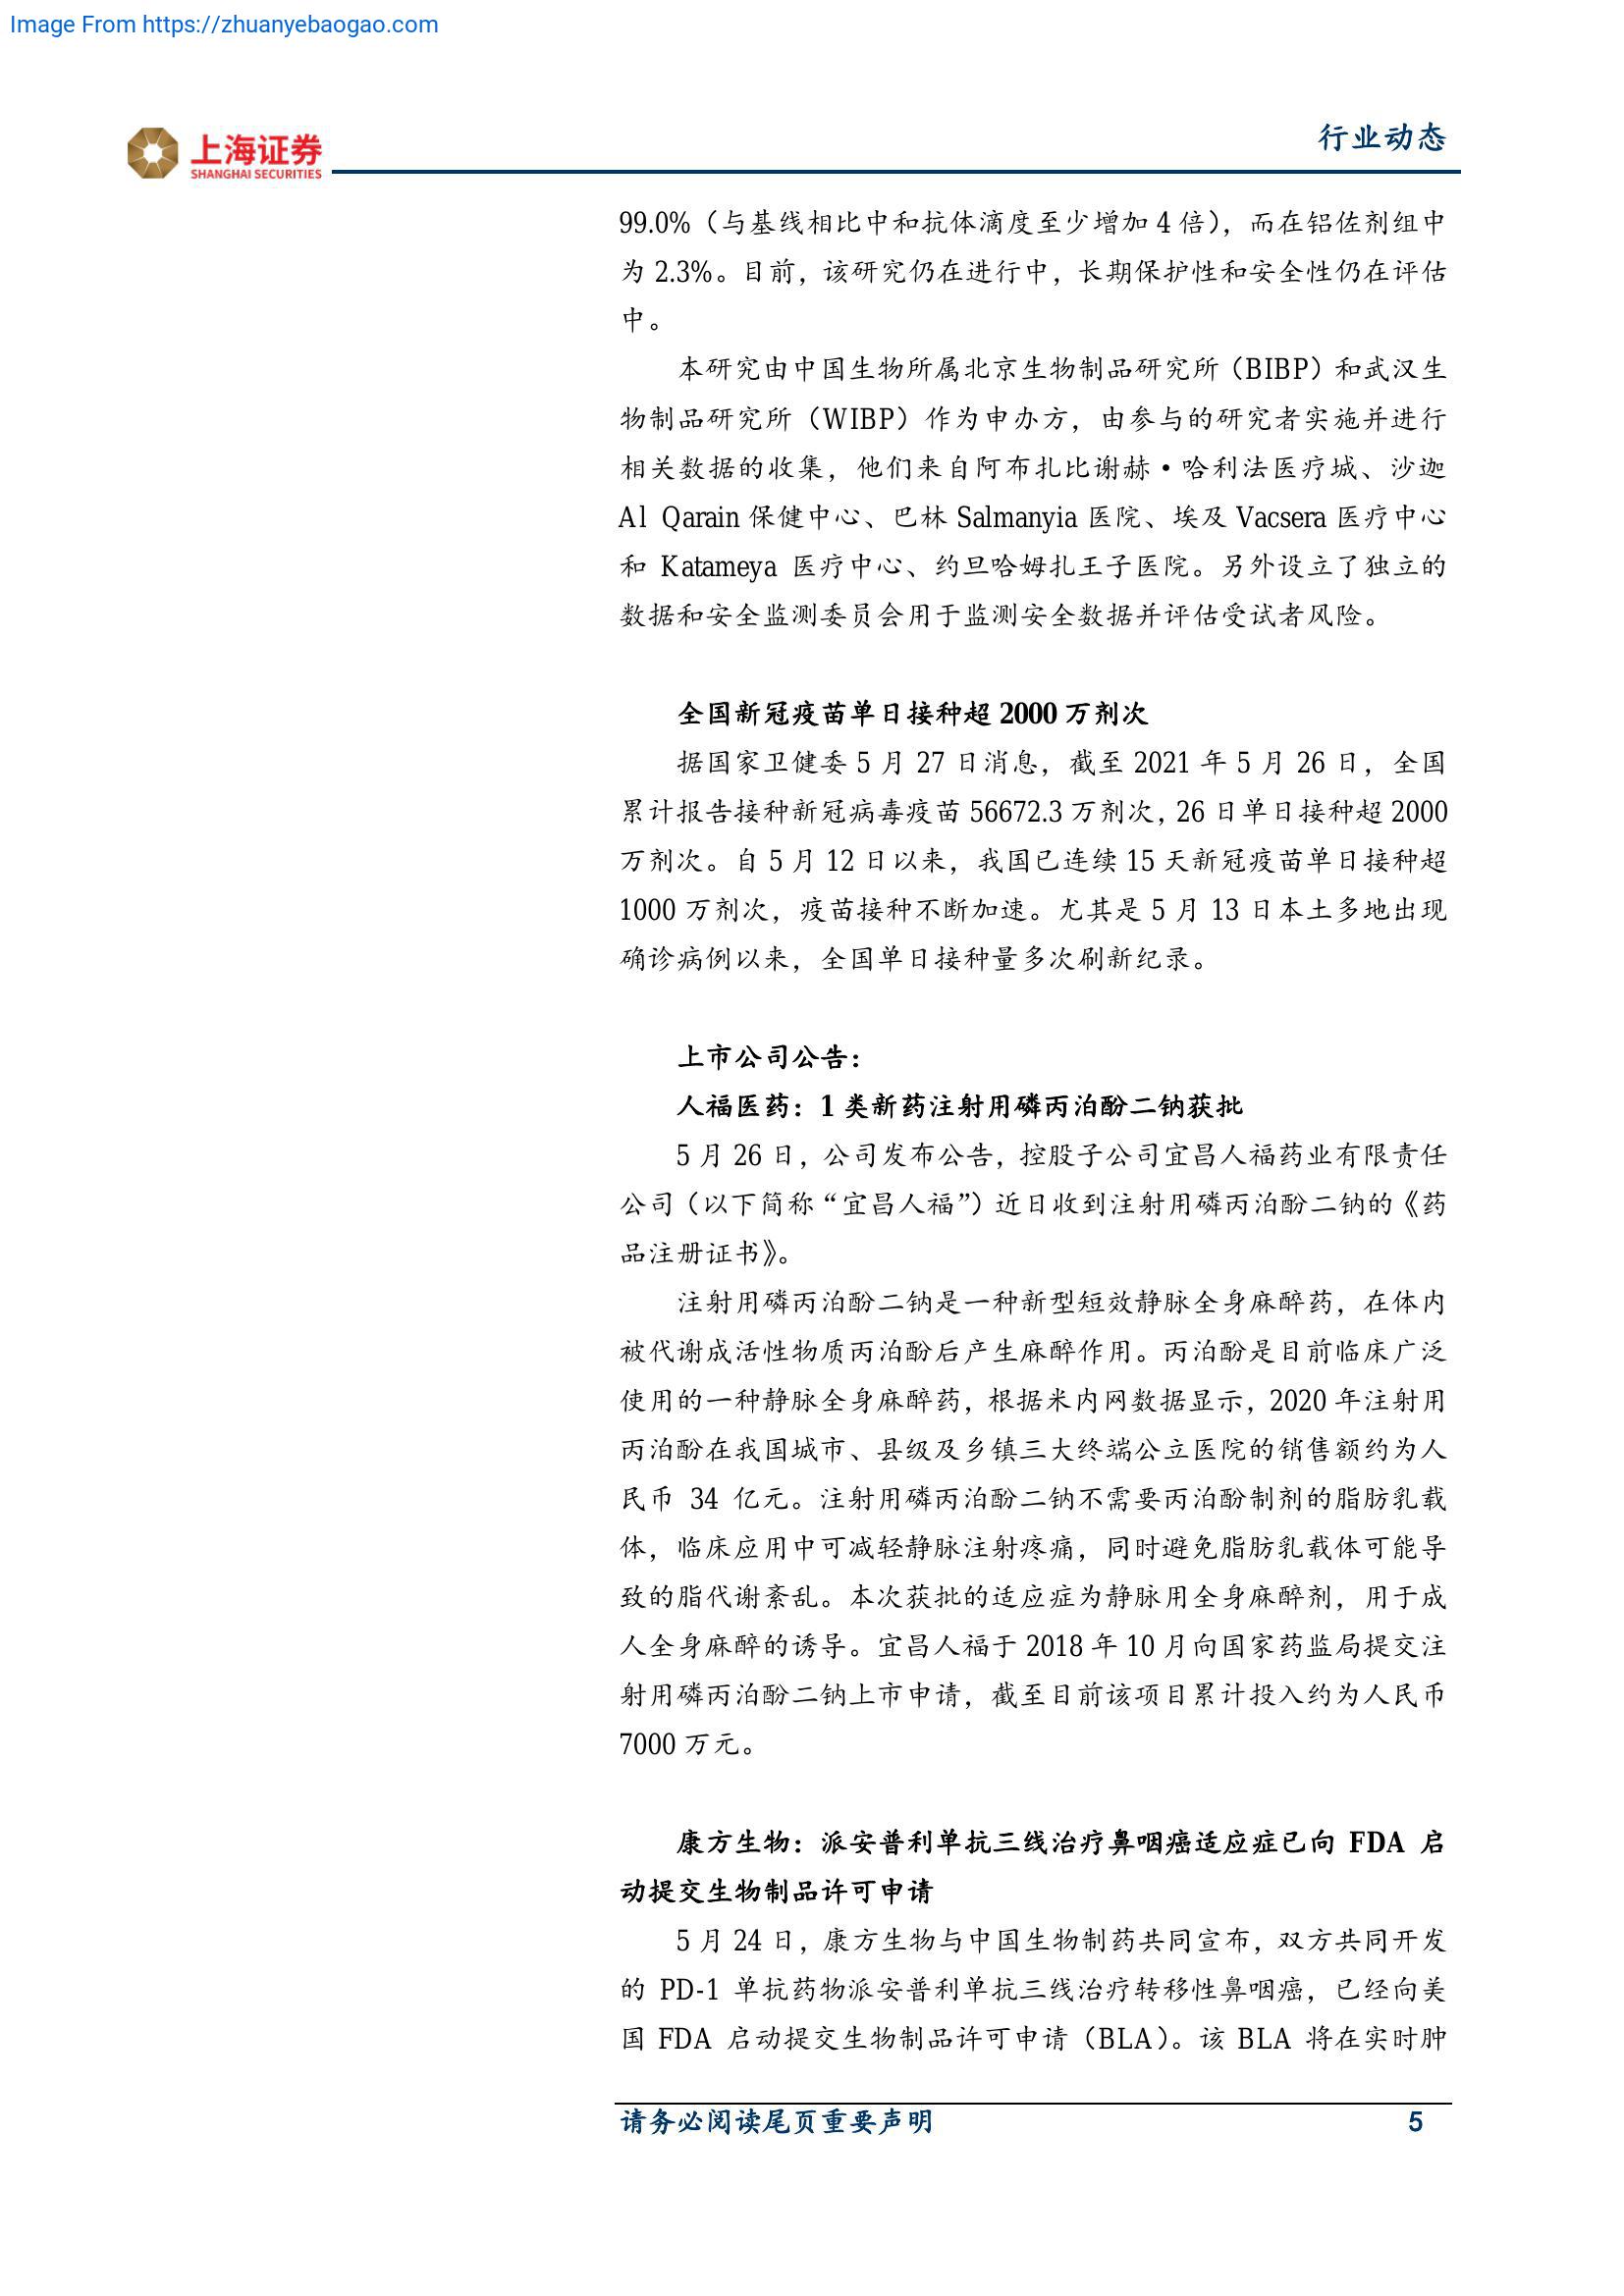 Image From https://zhuanyebaogao.com
上海证券
SHANGHAI SECURITIES
行业动态
99.0%（与基线相比中和抗体滴度至少增加 4 倍），而在铝佐剂组中
为 2.3%。目前，该研究仍在进行中，长期保护性和安全性仍在评估
中。
本研究由中国生物所属北京生物制品研究所（BIBP）和武汉生
物制品研究所（WIBP）作为申办方，由参与的研究者实施并进行
相关数据的收集，他们来自阿布扎比谢赫·哈利法医疗城、沙迦
Al Qarain 保健中心、巴林 Salmanyia 医院、埃及 Vacsera 医疗中心
和 Katameya 医疗中心、约旦哈姆扎王子医院。另外设立了独立的
数据和安全监测委员会用于监测安全数据并评估受试者风险。
全国新冠疫苗单日接种超 2000 万剂次
据国家卫健委 5 月 27 日消息，截至 2021 年 5 月 26 日，全国
累计报告接种新冠病毒疫苗 56672.3 万剂次，26 日单日接种超 2000
万剂次。自 5 月 12 日以来，我国已连续 15 天新冠疫苗单日接种超
1000 万剂次，疫苗接种不断加速。尤其是 5 月 13 日本土多地出现
确诊病例以来，全国单日接种量多次刷新纪录。
上市公司公告：
人福医药：1 类新药注射用磷丙泊酚二钠获批
5 月 26 日，公司发布公告，控股子公司宜昌人福药业有限责任
公司（以下简称“宜昌人福”）近日收到注射用磷丙泊酚二钠的《药
品注册证书》。
注射用磷丙泊酚二钠是一种新型短效静脉全身麻醉药，在体内
被代谢成活性物质丙泊酚后产生麻醉作用。丙泊酚是目前临床广泛
使用的一种静脉全身麻醉药，根据米内网数据显示，2020 年注射用
丙泊酚在我国城市、县级及乡镇三大终端公立医院的销售额约为人
民币 34 亿元。注射用磷丙泊酚二钠不需要丙泊酚制剂的脂肪乳载
体，临床应用中可减轻静脉注射疼痛，同时避免脂肪乳载体可能导
致的脂代谢紊乱。本次获批的适应症为静脉用全身麻醉剂，用于成
人全身麻醉的诱导。宜昌人福于 2018 年 10 月向国家药监局提交注
射用磷丙泊酚二钠上市申请，截至目前该项目累计投入约为人民币
7000 万元。
康方生物：派安普利单抗三线治疗鼻咽癌适应症已向 FDA 启
动提交生物制品许可申请
5 月 24 日，康方生物与中国生物制药共同宣布，双方共同开发
的 PD-1 单抗药物派安普利单抗三线治疗转移性鼻咽癌，已经向美
国 FDA 启动提交生物制品许可申请（BLA）。该 BLA 将在实时肿
请务必阅读尾页重要声明
5